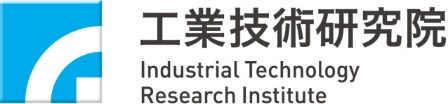 工業技術研究院
Industrial Technology
Research Institute